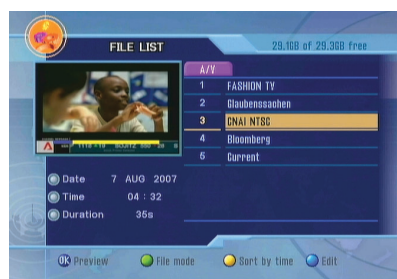 FILE LIST
29.1GB of 29.3GB free
A/V
1 FASHION TV
2 Glaubenssachen
3 CNAI NTSC
4 Bloomberg
5 Current
Date 7 AUG 2007
Time 04 : 32
Duration 35s
OK Preview File mode Sort by time Edit